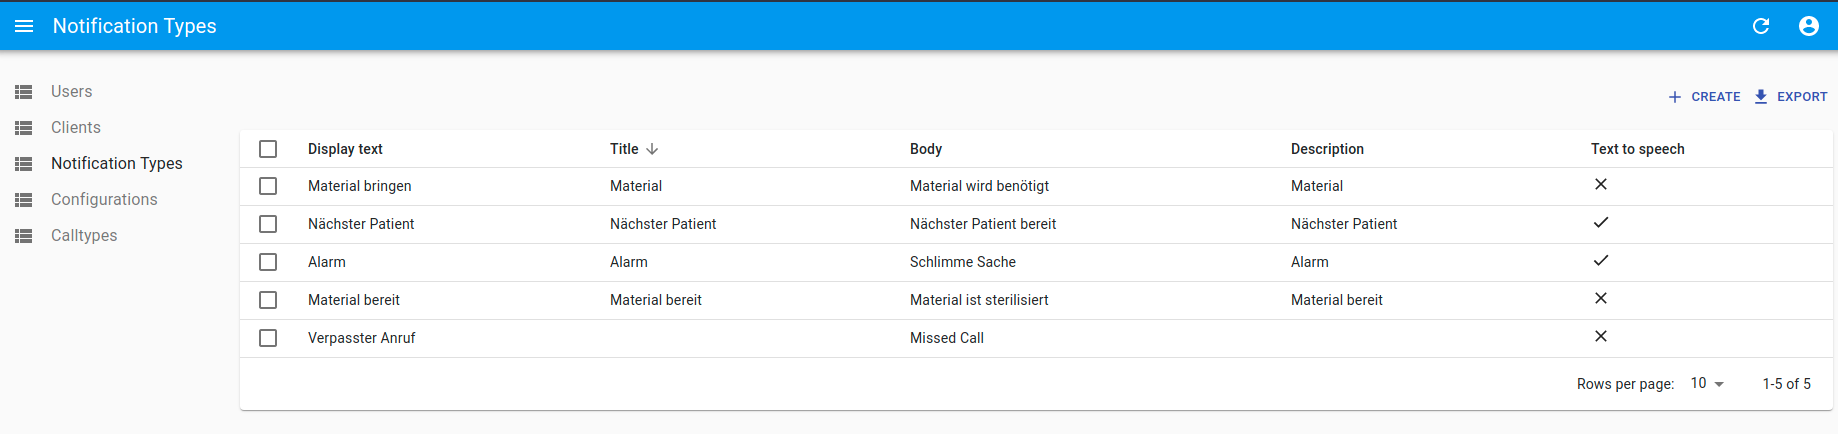 Notification Types
Users
Clients
Notification Types
Configurations
Calltypes
CREATE EXPORT
Display text Title Body Description Text to speech
Material bringen Material Material wird benötigt Material
Nächster Patient Nächster Patient Nächster Patient bereit Nächster Patient
Alarm Alarm Schlimme Sache Alarm
Material bereit Material bereit Material ist sterilisiert Material bereit
Verpasster Anruf Missed Call
Rows per page: 10 1-5 of 5